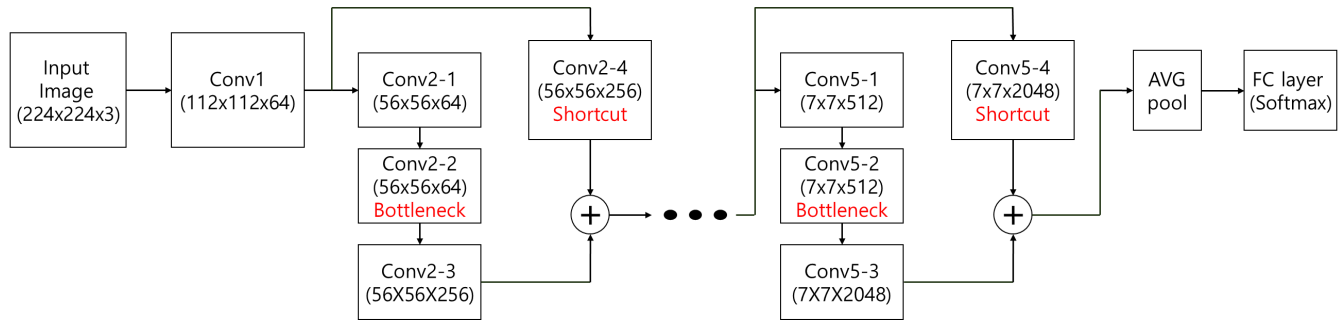 Input
Image
(224x224x3)
Conv1
(112x112x64)
Conv2-1
(56x56x64)
Conv2-2
(56x56x64)
Bottleneck
Conv2-3
(56X56X256)
Conv2-4
(56x56x256)
Shortcut
+
Conv5-1
(7x7x512)
Conv5-2
(7x7x512)
Bottleneck
Conv5-3
(7X7X2048)
Conv5-4
(7x7x2048)
Shortcut
+
AVG
pool
FC layer
(Softmax)